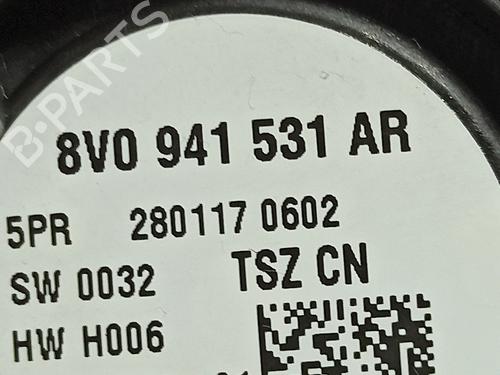 B-PARTS
8V0 941 531 AR
5PR 280117 0602
SW 0032 TSZ CN
HW H006